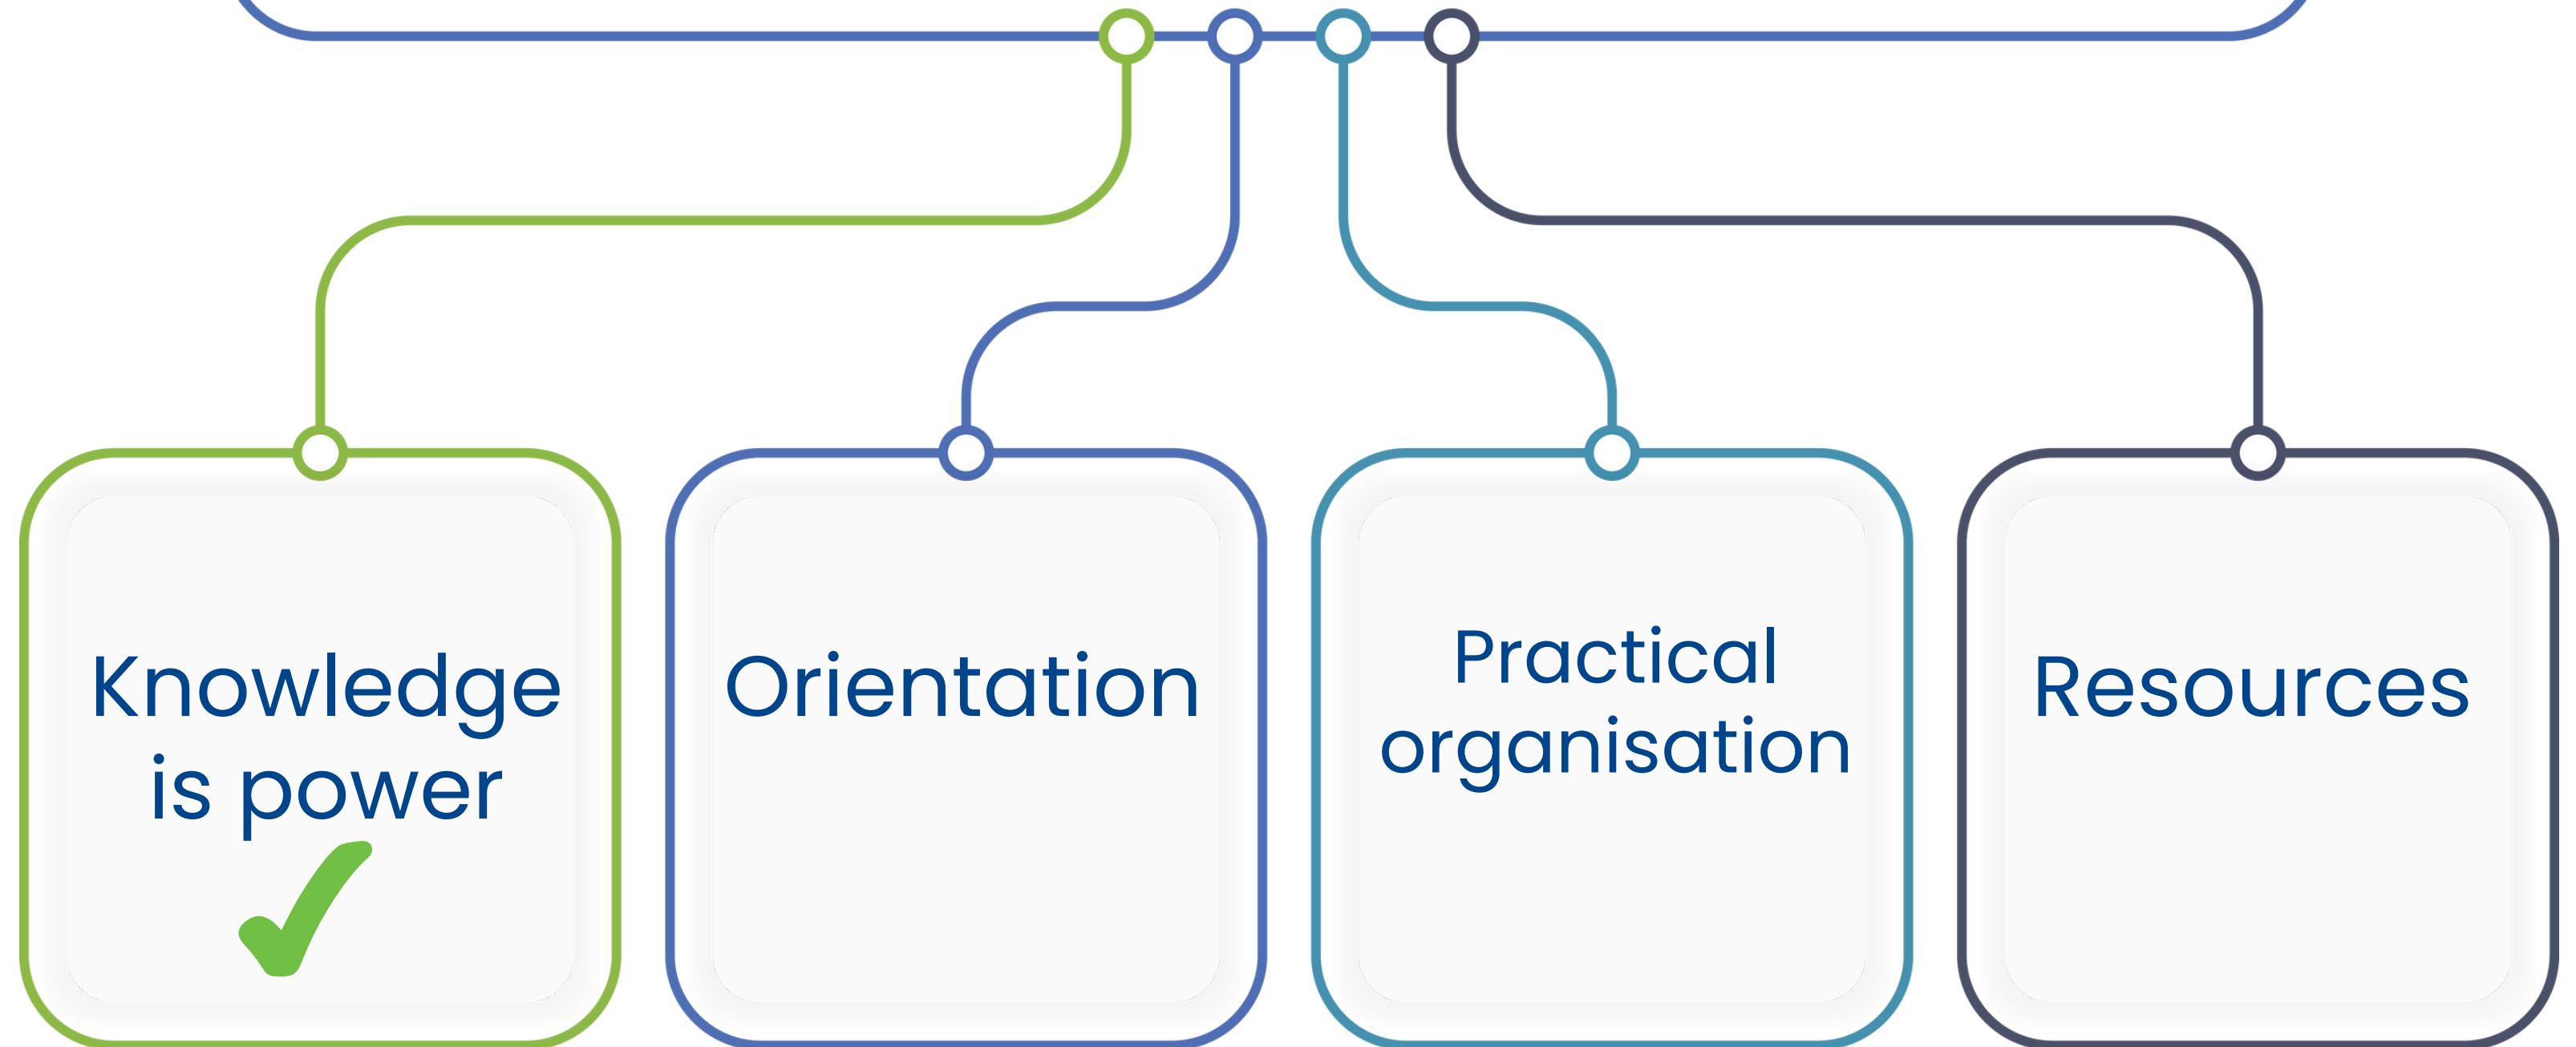 Knowledge
is power
Orientation
Practical
organisation
Resources